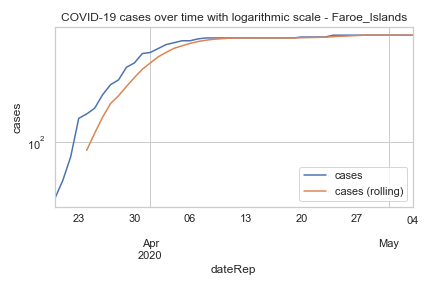 COVID-19 cases over time with logarithmic scale - Faroe_Islands
cases
10²
cases
cases (rolling)
23 30 06 13 20 27 04
Apr May
2020
dateRep